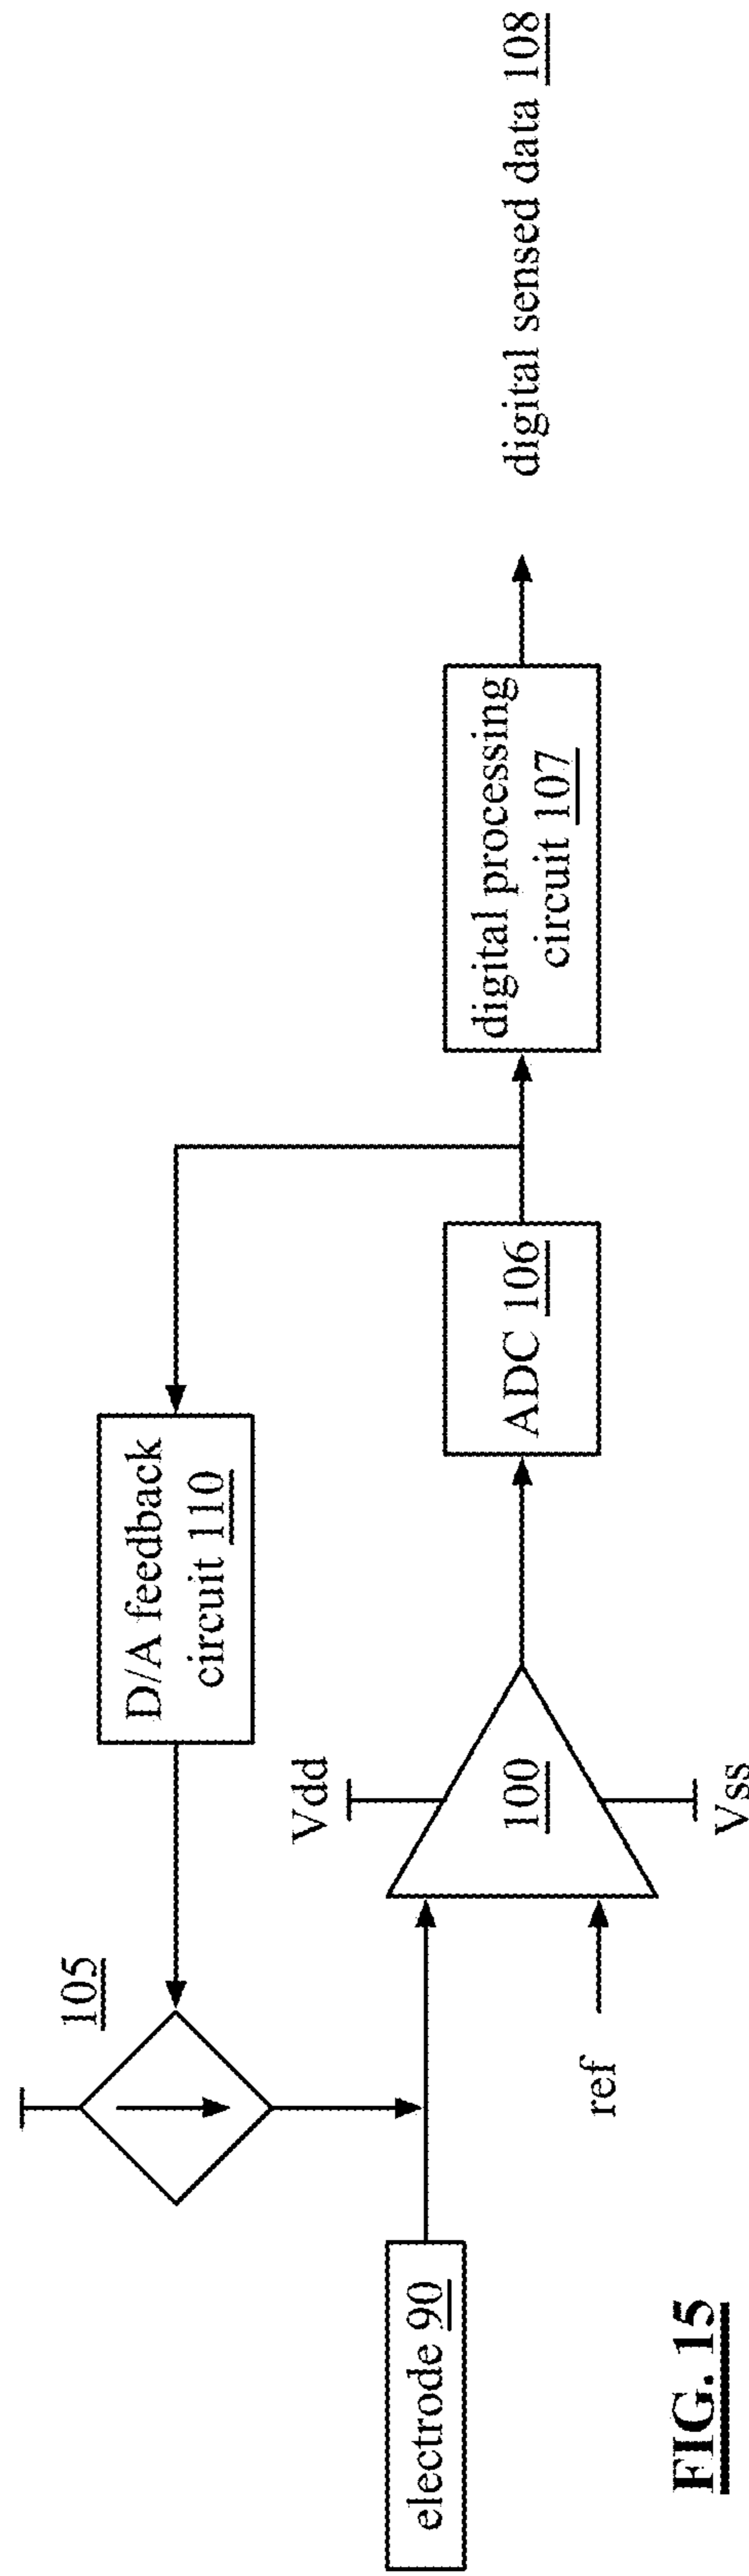 105
D/A feedback
circuit 110
Vdd
electrode 90
100
ADC 106
digital processing
circuit 107
digital sensed data 108
ref
Vss
FIG. 15